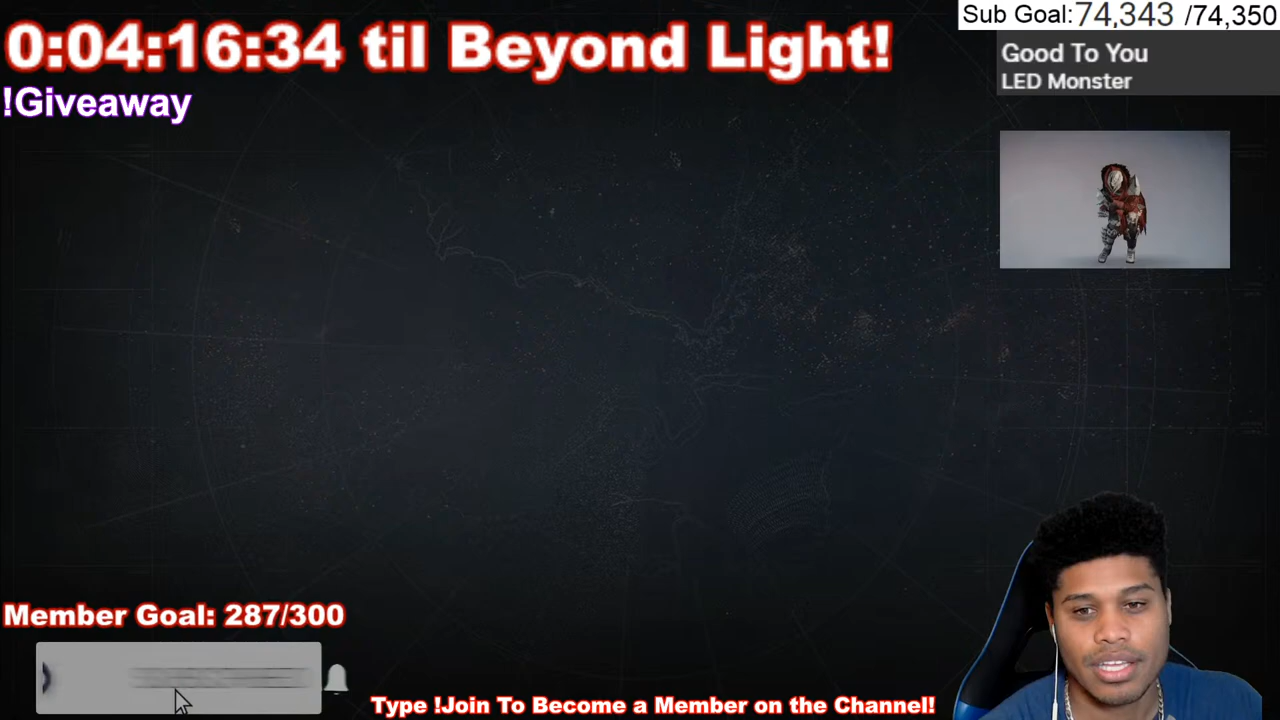 0:04:16:34 til Beyond Light!
!Giveaway
Sub Goal: 74,343 /74,350
Good To You
LED Monster
Member Goal: 287/300
Type !Join To Become a Member on the Channel!